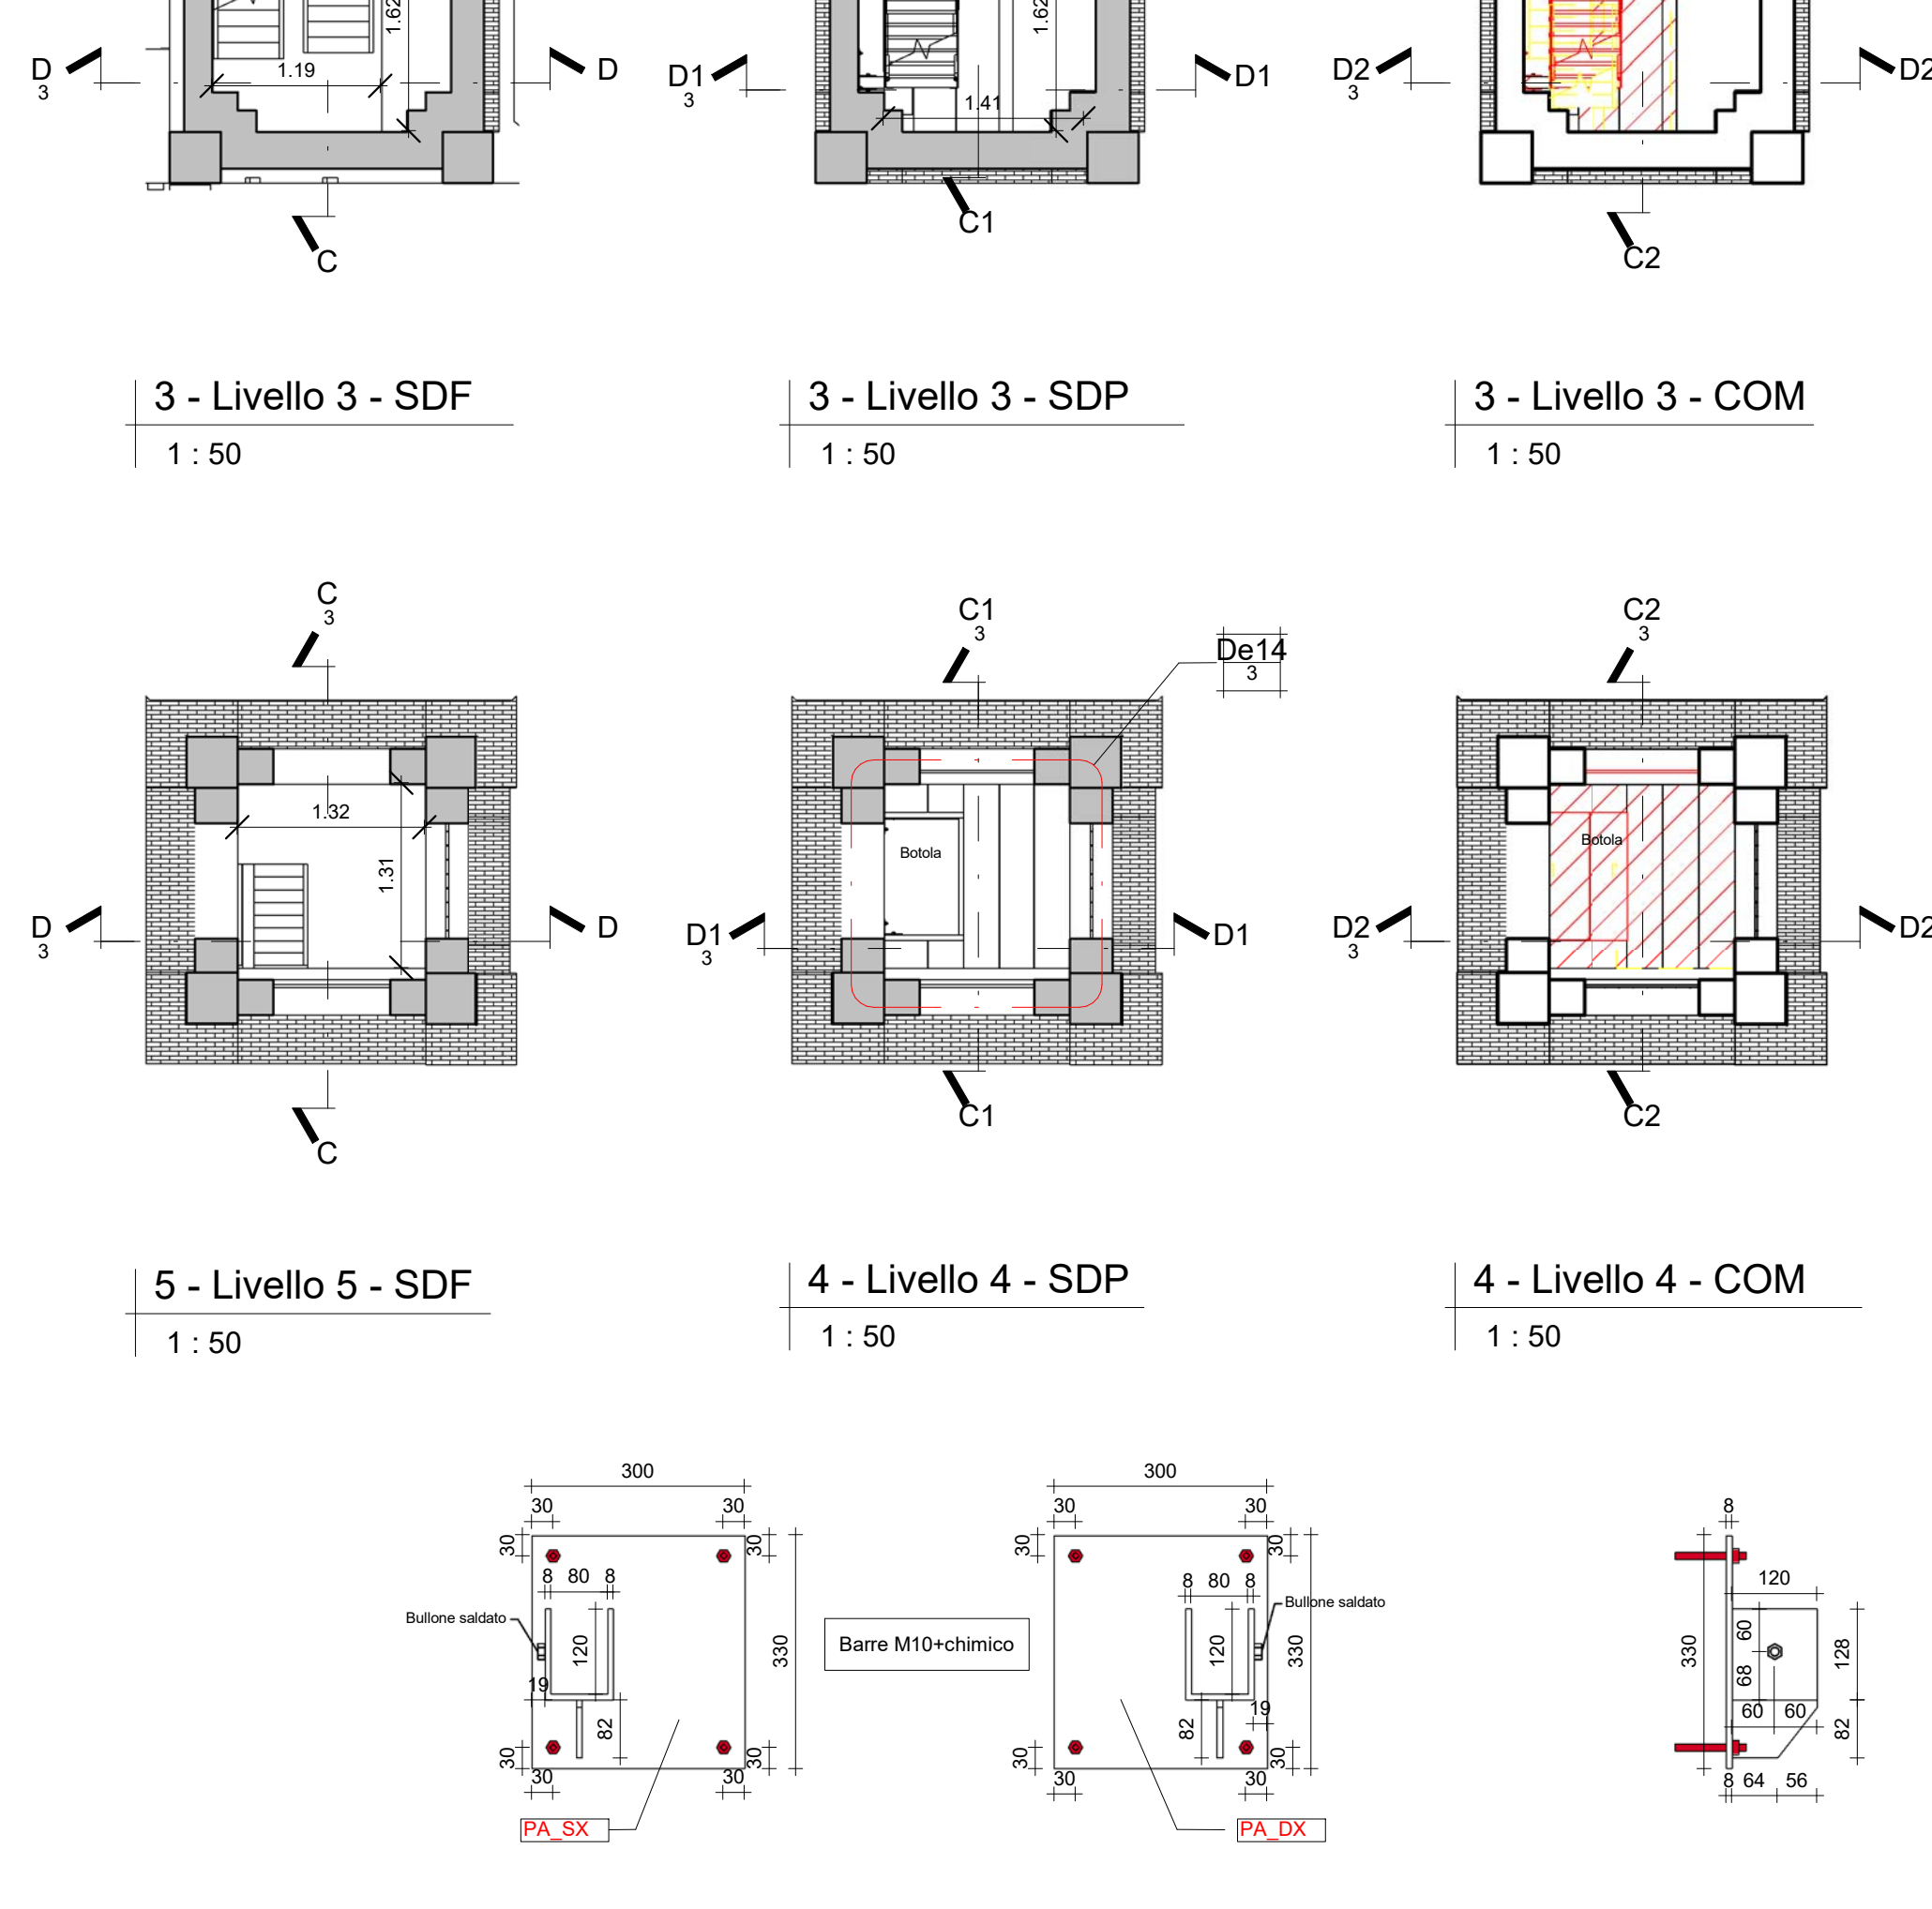 1.62
1.62
D
3
1.19
D
D1
3
1.41
D1
D2
3
D2
C
C1
C2
3 - Livello 3 - SDF
1 : 50
3 - Livello 3 - SDP
1 : 50
3 - Livello 3 - COM
1 : 50
C
3
C1
3
De14
3
C2
3
1.32
1.31
Botola
Botola
D
3
D
D1
3
D1
D2
3
D2
C
C1
C2
5 - Livello 5 - SDF
1 : 50
4 - Livello 4 - SDP
1 : 50
4 - Livello 4 - COM
1 : 50
300
30
30
30
30
8 80 8
Bullone saldato
120
330
19
82
30
30
30
30
PA_SX
Barre M10+chimico
300
30
30
30
30
8 80 8
Bullone saldato
120
330
19
82
30
30
30
30
PA_DX
8
120
330
60
68
128
60 60
82
8 64 56